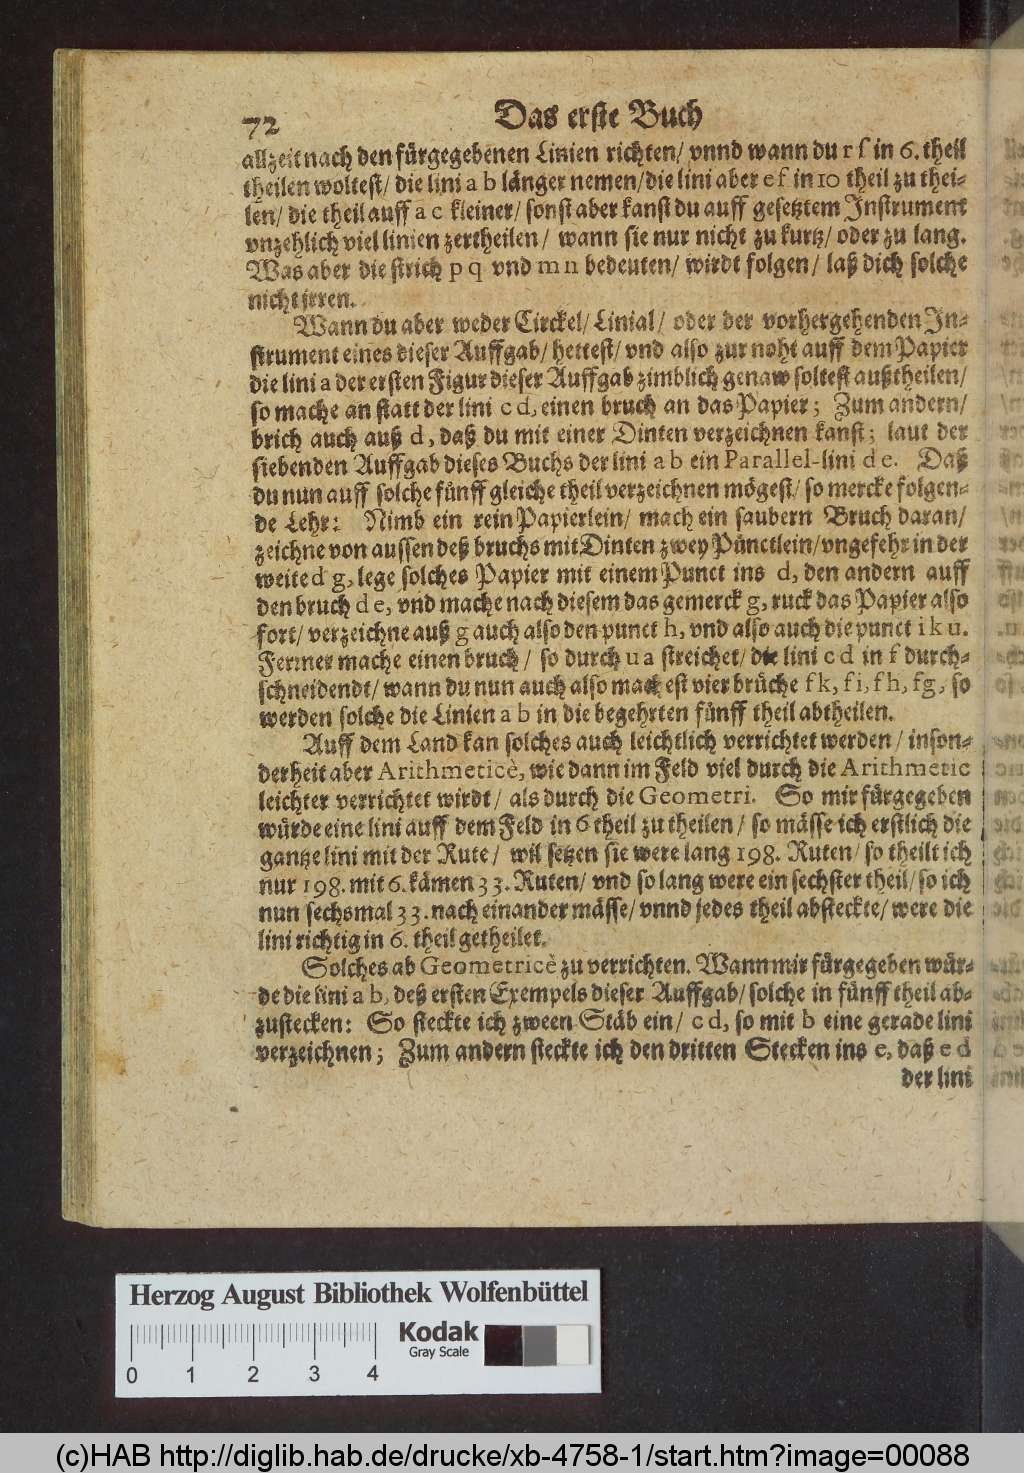 72 Das erste Buch
allzeit nach den fürgegebenen Linien richten/ vnnd wann du r s in 6. theil
theilen woltest/ die lini a b länger nemen/ die lini aber e f in 10 theil zu thei-
len/ die theil auff a c kleiner/ sonst aber kanst du auff gesetztem Instrument
vnzehlich viel linien zertheilen/ wann sie nur nicht zu kurtz/ oder zu lang.
Was aber die strich p q vnd m n bedeuten/ wirdt folgen/ laß dich solche
nicht irren.
Wann du aber weder Circkel/ Linial/ oder der vorhergehenden In-
strument eines dieser Auffgab/ hettest/ vnd also zur noht auff dem Papier
die lini a der ersten Figur dieser Auffgab zimblich genaw soltest außtheilen/
so mache an statt der lini c d, einen bruch an das Papier; Zum andern/
brich auch auß d, daß du mit einer Dinten verzeichnen kanst; laut der
siebenden Auffgab dieses Buchs der lini a b ein Parallel-lini d e. Daß
du nun auff solche fünff gleiche theil verzeichnen mögest/ so mercke folgen-
de Lehr: Nimb ein rein Papierlein/ mach ein saubern Bruch daran/
zeichne von aussen deß bruchs mit Dinten zwey Pünctlein/ vngefehr in der
weite d g, lege solches Papier mit einem Punct ins d, den andern auff
den bruch d e, vnd mache nach diesem das gemerck g, ruck das Papier also
fort/ verzeichne auß g auch also den punct h, vnd also auch die punct i k u.
Ferrner mache einen bruch/ so durch u a streichet/ die lini c d in f durch-
schneidendt/ wann du nun auch also machest vier brüche f k, f i, f h, f g, so
werden solche die Linien a b in die begehrten fünff theil abtheilen.
Auff dem Land kan solches auch leichtlich verrichtet werden/ inson-
derheit aber Arithmeticè, wie dann im Feld viel durch die Arithmetic
leichter verrichtet wirdt/ als durch die Geometri. So mir fürgegeben
würde eine lini auff dem Feld in 6 theil zu theilen/ so mässe ich erstlich die
gantze lini mit der Rute/ wil setzen sie were lang 198. Ruten/ so theilt ich
nur 198. mit 6. kämen 33. Ruten/ vnd so lang were ein sechster theil/ so ich
nun sechsmal 33. nach einander mässe/ vnnd jedes theil absteckte/ were die
lini richtig in 6. theil getheilet.
Solches ab Geometricè zu verrichten. Wann mir fürgegeben wür-
de die lini a b, deß ersten Exempels dieser Auffgab/ solche in fünff theil ab-
zustecken: So steckte ich zween Stäb ein/ c d, so mit b eine gerade lini
verzeichnen; Zum andern steckte ich den dritten Stecken ins e, daß e d
der lini
Herzog August Bibliothek Wolfenbüttel
0 1 2 3 4
Kodak
Gray Scale
(c)HAB http://diglib.hab.de/drucke/xb-4758-1/start.htm?image=00088